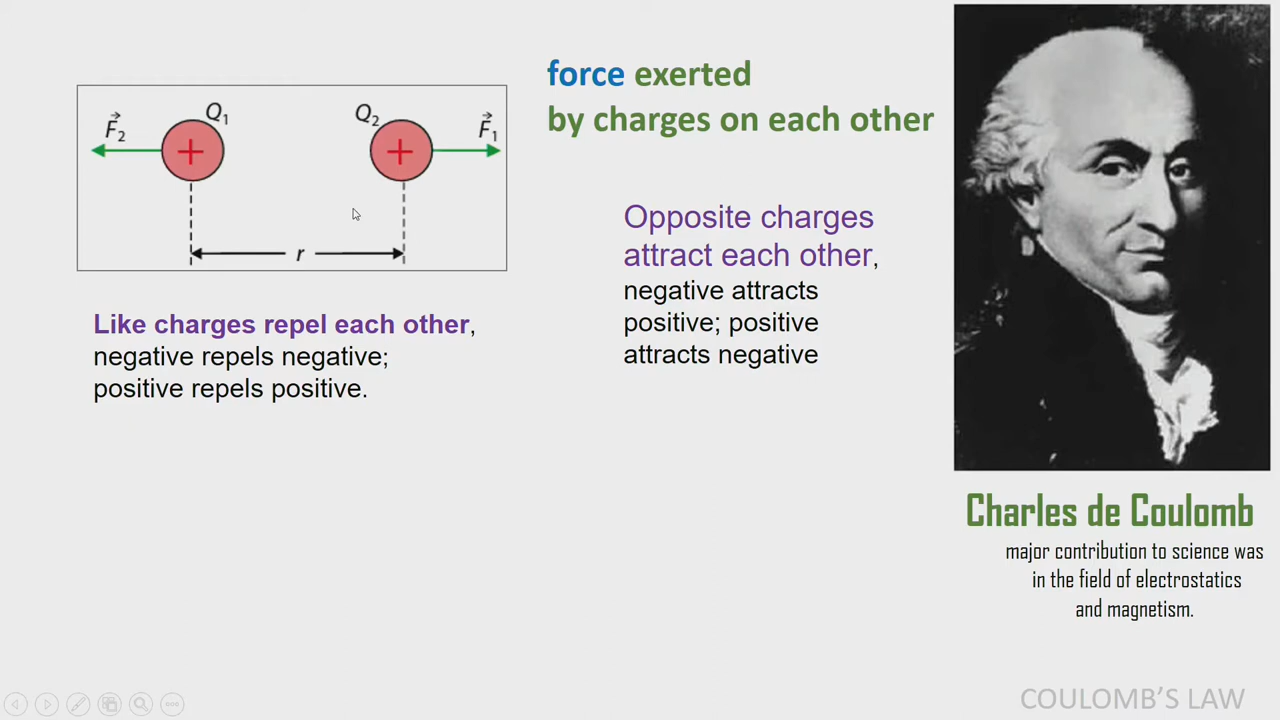 force exerted
by charges on each other
F⃗₂
Q₁
Q₂
F⃗₁
+
+
r
Like charges repel each other,
negative repels negative;
positive repels positive.
Opposite charges
attract each other,
negative attracts
positive; positive
attracts negative
Charles de Coulomb
major contribution to science was
in the field of electrostatics
and magnetism.
COULOMB’S LAW